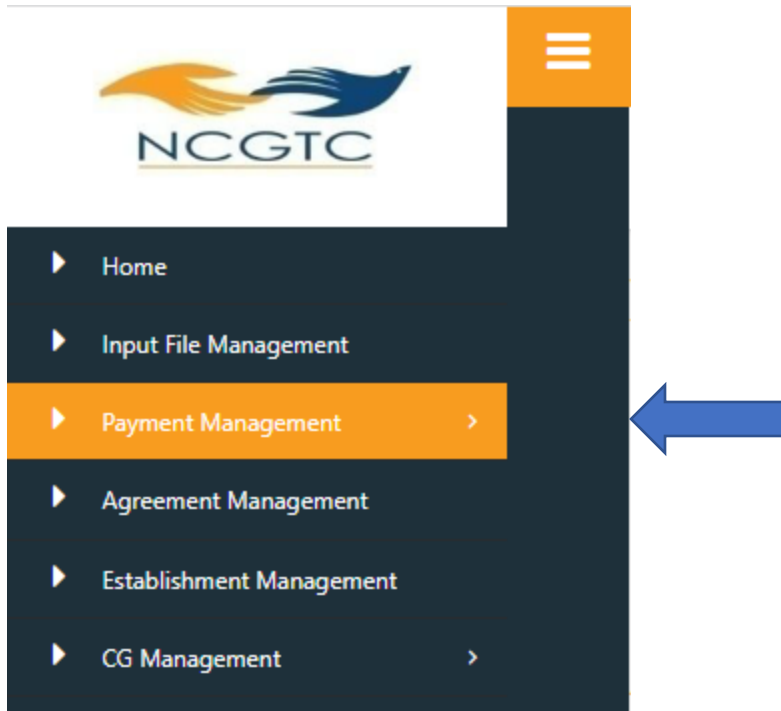 NCGTC
Home
Input File Management
Payment Management
Agreement Management
Establishment Management
CG Management